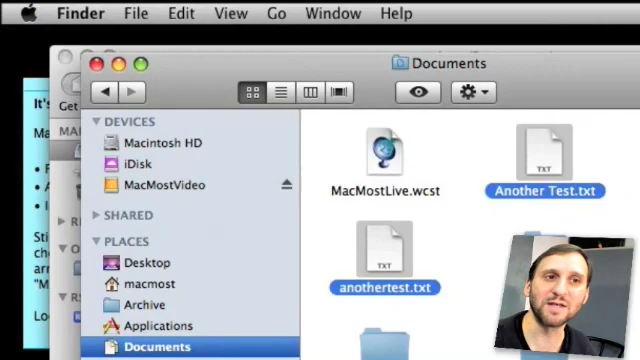 Finder File Edit View Go Window Help
Documents
It's
Get
MAI
DEVICES
Macintosh HD
iDisk
MacMostVideo
SHARED
PLACES
Desktop
macmost
Archive
Applications
Documents
MacMostLive.wcst
TXT
Another Test.txt
TXT
anothertest.txt